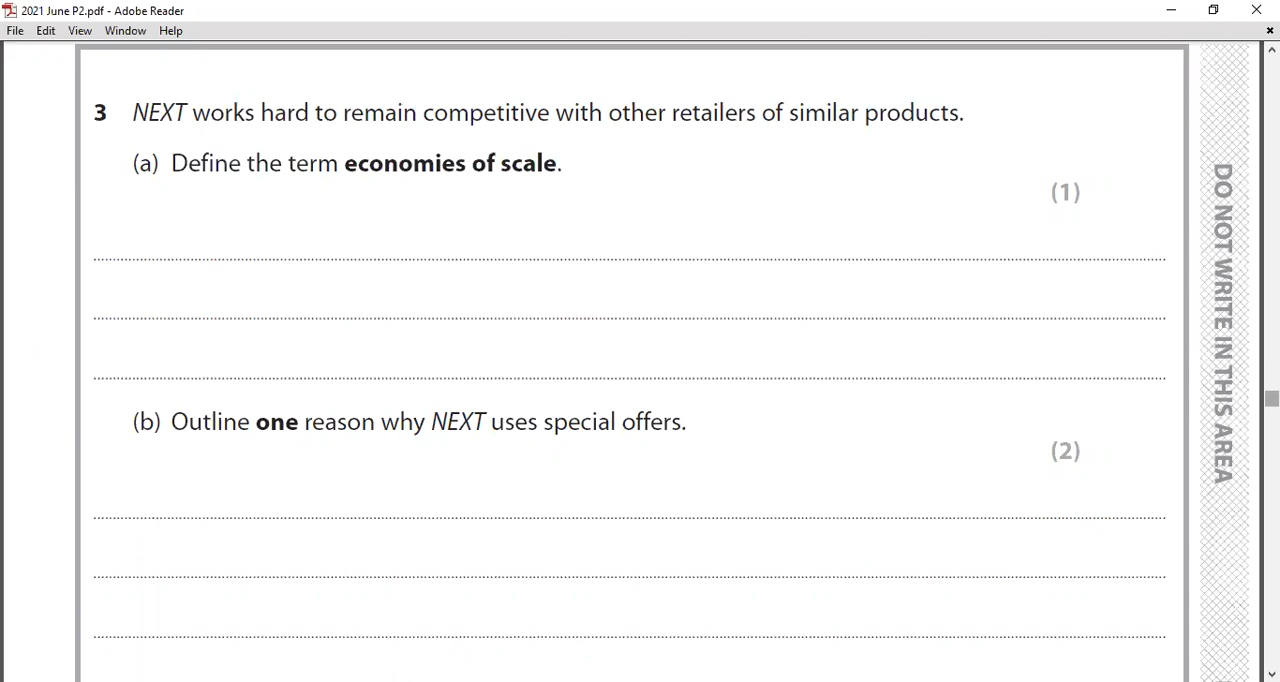 2021 June P2.pdf - Adobe Reader
File Edit View Window Help
3 NEXT works hard to remain competitive with other retailers of similar products.
(a) Define the term economies of scale.
(1)
(b) Outline one reason why NEXT uses special offers.
(2)
DO NOT WRITE IN THIS AREA